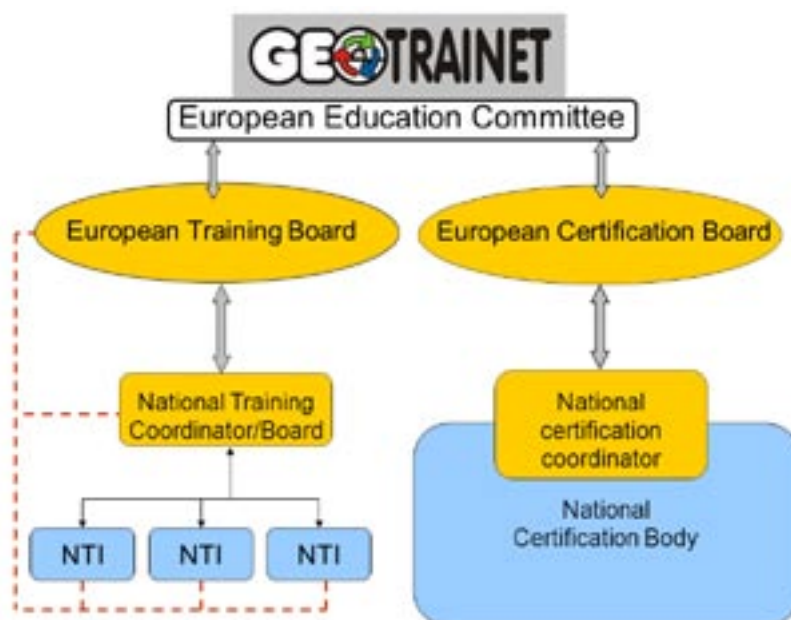 GEOTRAINET
European Education Committee
European Training Board
European Certification Board
National Training
Coordinator/Board
National
certification
coordinator
National
Certification Body
NTI
NTI
NTI